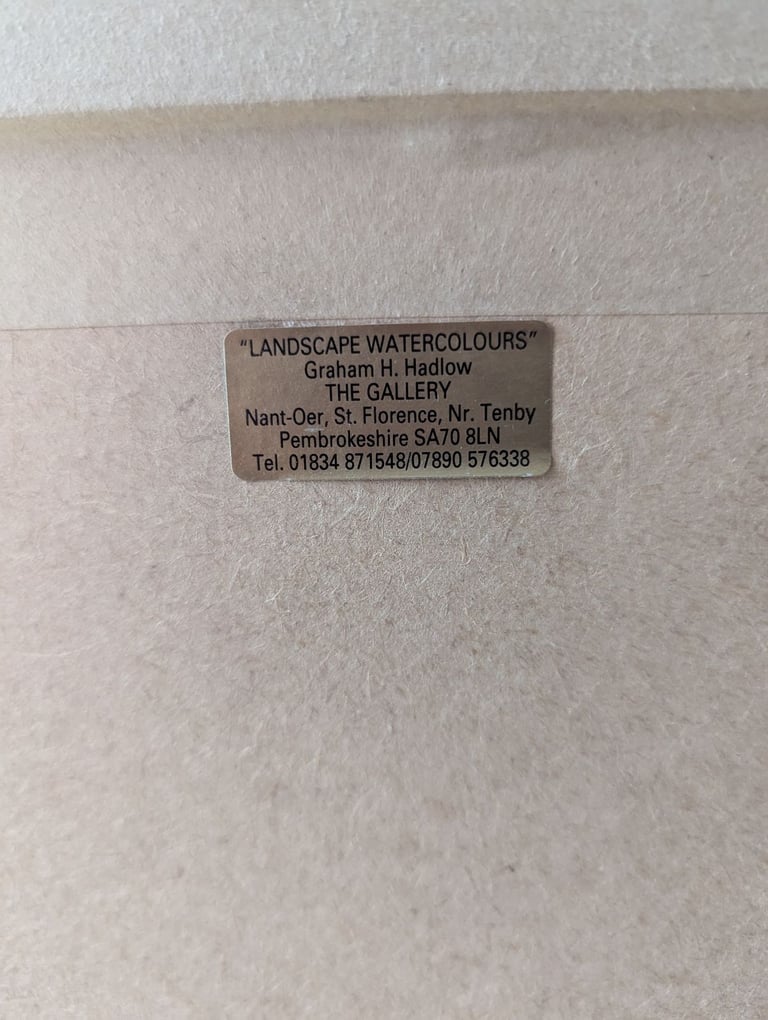 “LANDSCAPE WATERCOLOURS”
Graham H. Hadlow
THE GALLERY
Nant-Oer, St. Florence, Nr. Tenby
Pembrokeshire SA70 8LN
Tel. 01834 871548/07890 576338